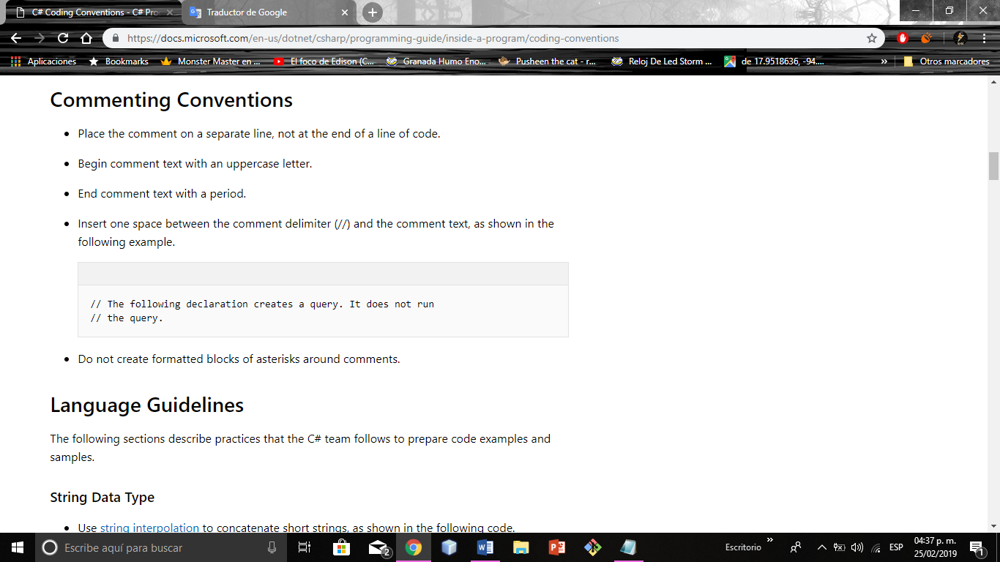 C# Coding Conventions - C# Pro
Traductor de Google
https://docs.microsoft.com/en-us/dotnet/csharp/programming-guide/inside-a-program/coding-conventions
Aplicaciones
Bookmarks
Monster Master en ...
El foco de Edison (C...
Granada Humo Eno...
Pusheen the cat - r...
Reloj De Led Storm ...
de 17.9518636, -94....
»
Otros marcadores
Commenting Conventions
• Place the comment on a separate line, not at the end of a line of code.
• Begin comment text with an uppercase letter.
• End comment text with a period.
• Insert one space between the comment delimiter (//) and the comment text, as shown in the
following example.
// The following declaration creates a query. It does not run
// the query.
• Do not create formatted blocks of asterisks around comments.
Language Guidelines
The following sections describe practices that the C# team follows to prepare code examples and
samples.
String Data Type
• Use string interpolation to concatenate short strings, as shown in the following code.
Escribe aquí para buscar
2
Escritorio
»
ESP
04:37 p. m.
25/02/2019
1